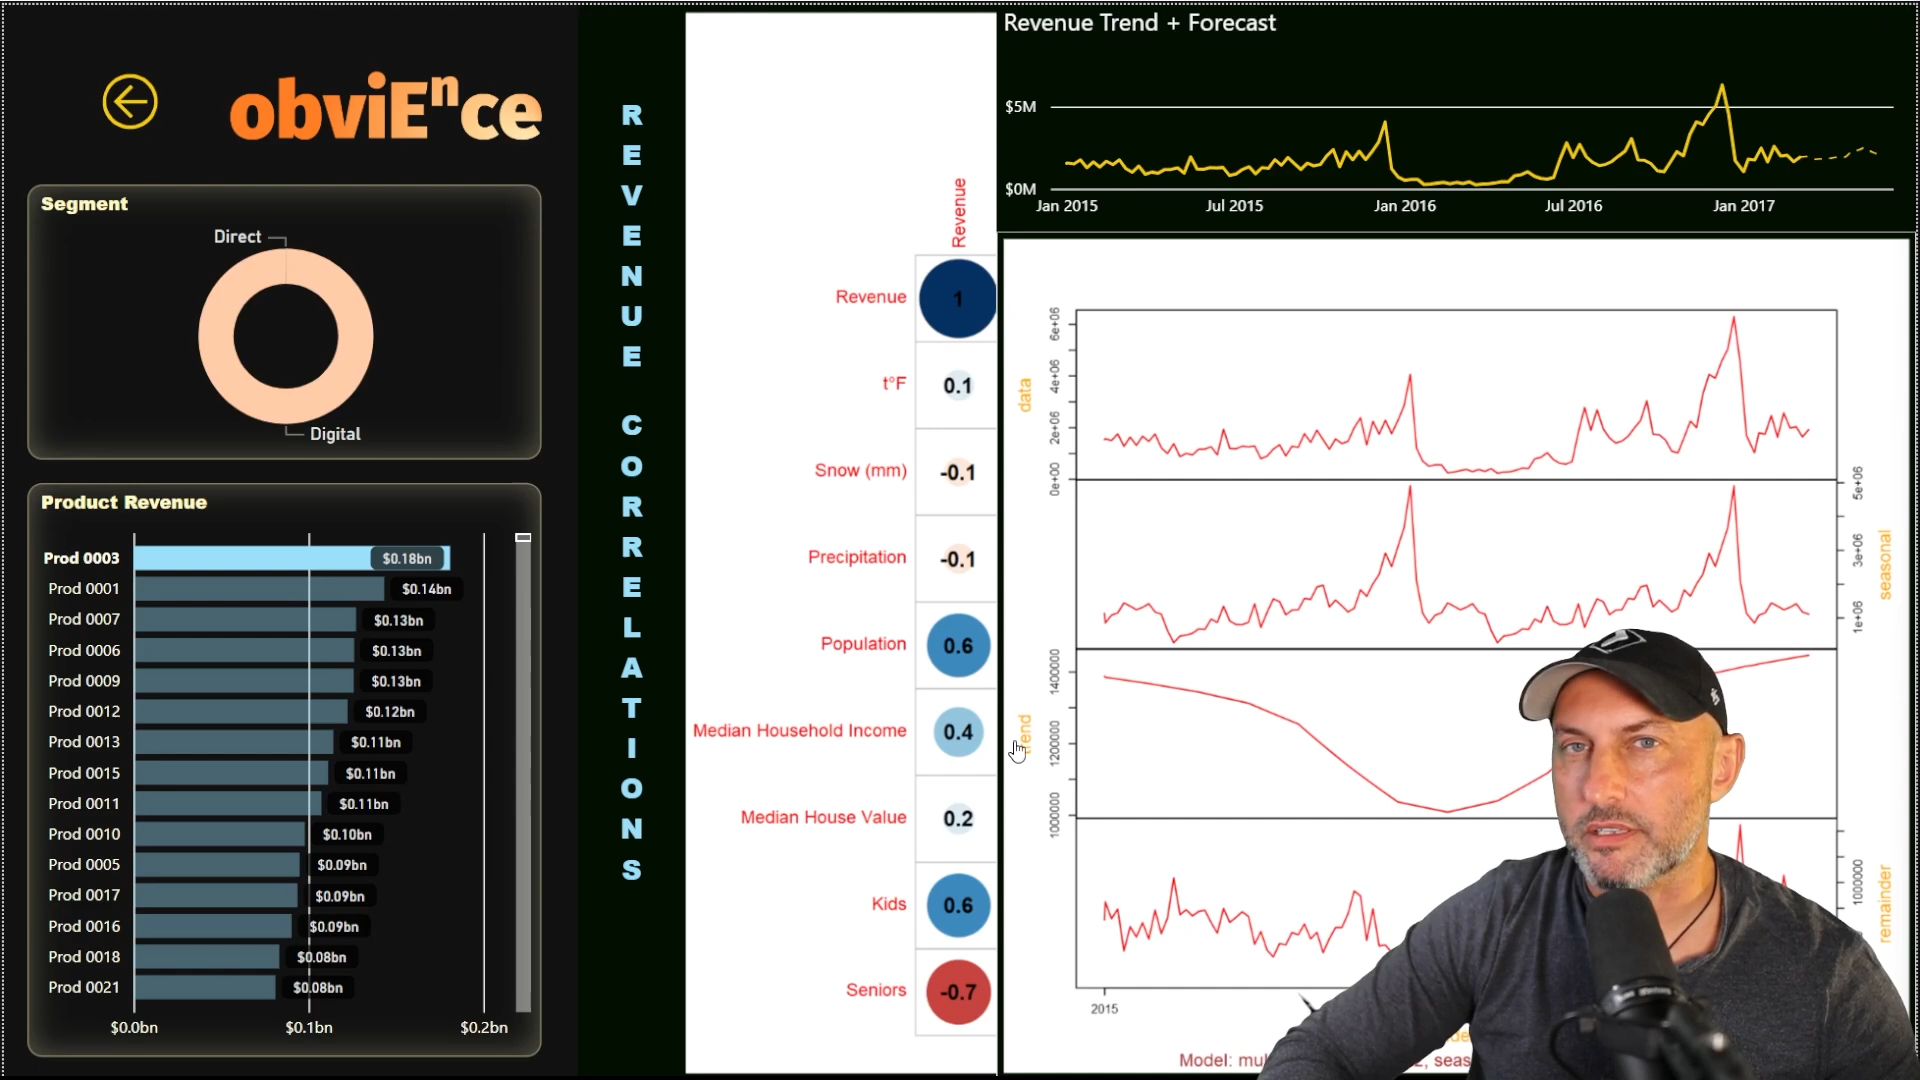 obviEnce
Segment
Direct
Digital
Product Revenue
Prod 0003 $0.18bn
Prod 0001 $0.14bn
Prod 0007 $0.13bn
Prod 0006 $0.13bn
Prod 0009 $0.13bn
Prod 0012 $0.12bn
Prod 0013 $0.11bn
Prod 0015 $0.11bn
Prod 0011 $0.11bn
Prod 0010 $0.10bn
Prod 0005 $0.09bn
Prod 0017 $0.09bn
Prod 0016 $0.09bn
Prod 0018 $0.08bn
Prod 0021 $0.08bn
$0.0bn $0.1bn $0.2bn
REVENUE CORRELATIONS
Revenue
Revenue 1
t°F 0.1
Snow (mm) -0.1
Precipitation -0.1
Population 0.6
Median Household Income 0.4
Median House Value 0.2
Kids 0.6
Seniors -0.7
Revenue Trend + Forecast
$5M
$0M
Jan 2015 Jul 2015 Jan 2016 Jul 2016 Jan 2017
data
0e+00 2e+06 4e+06 6e+06
seasonal
1e+06 3e+06 5e+06
trend
1000000 1200000 1400000
remainder
1000000
2015
Model: mul
, seas